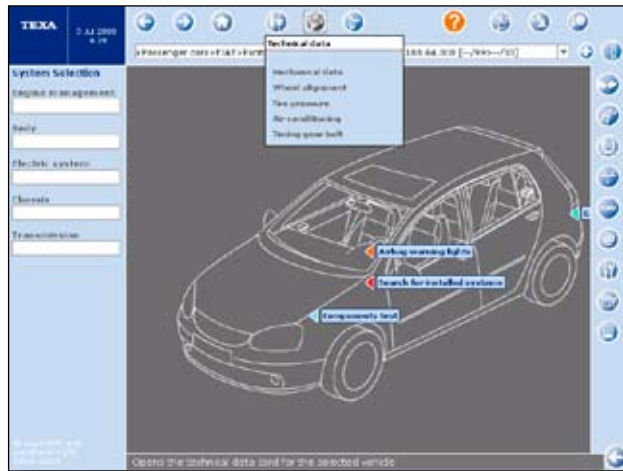 TEXA
Technical data
System Selection
Engine management
Body
Electric system
Chassis
Transmission
Mechanical data
Wheel alignment
Tire pressure
Air conditioning
Timing gear belt
Airbag warning lights
Search for installed systems
Components test
Opens the technical data card for the selected vehicle